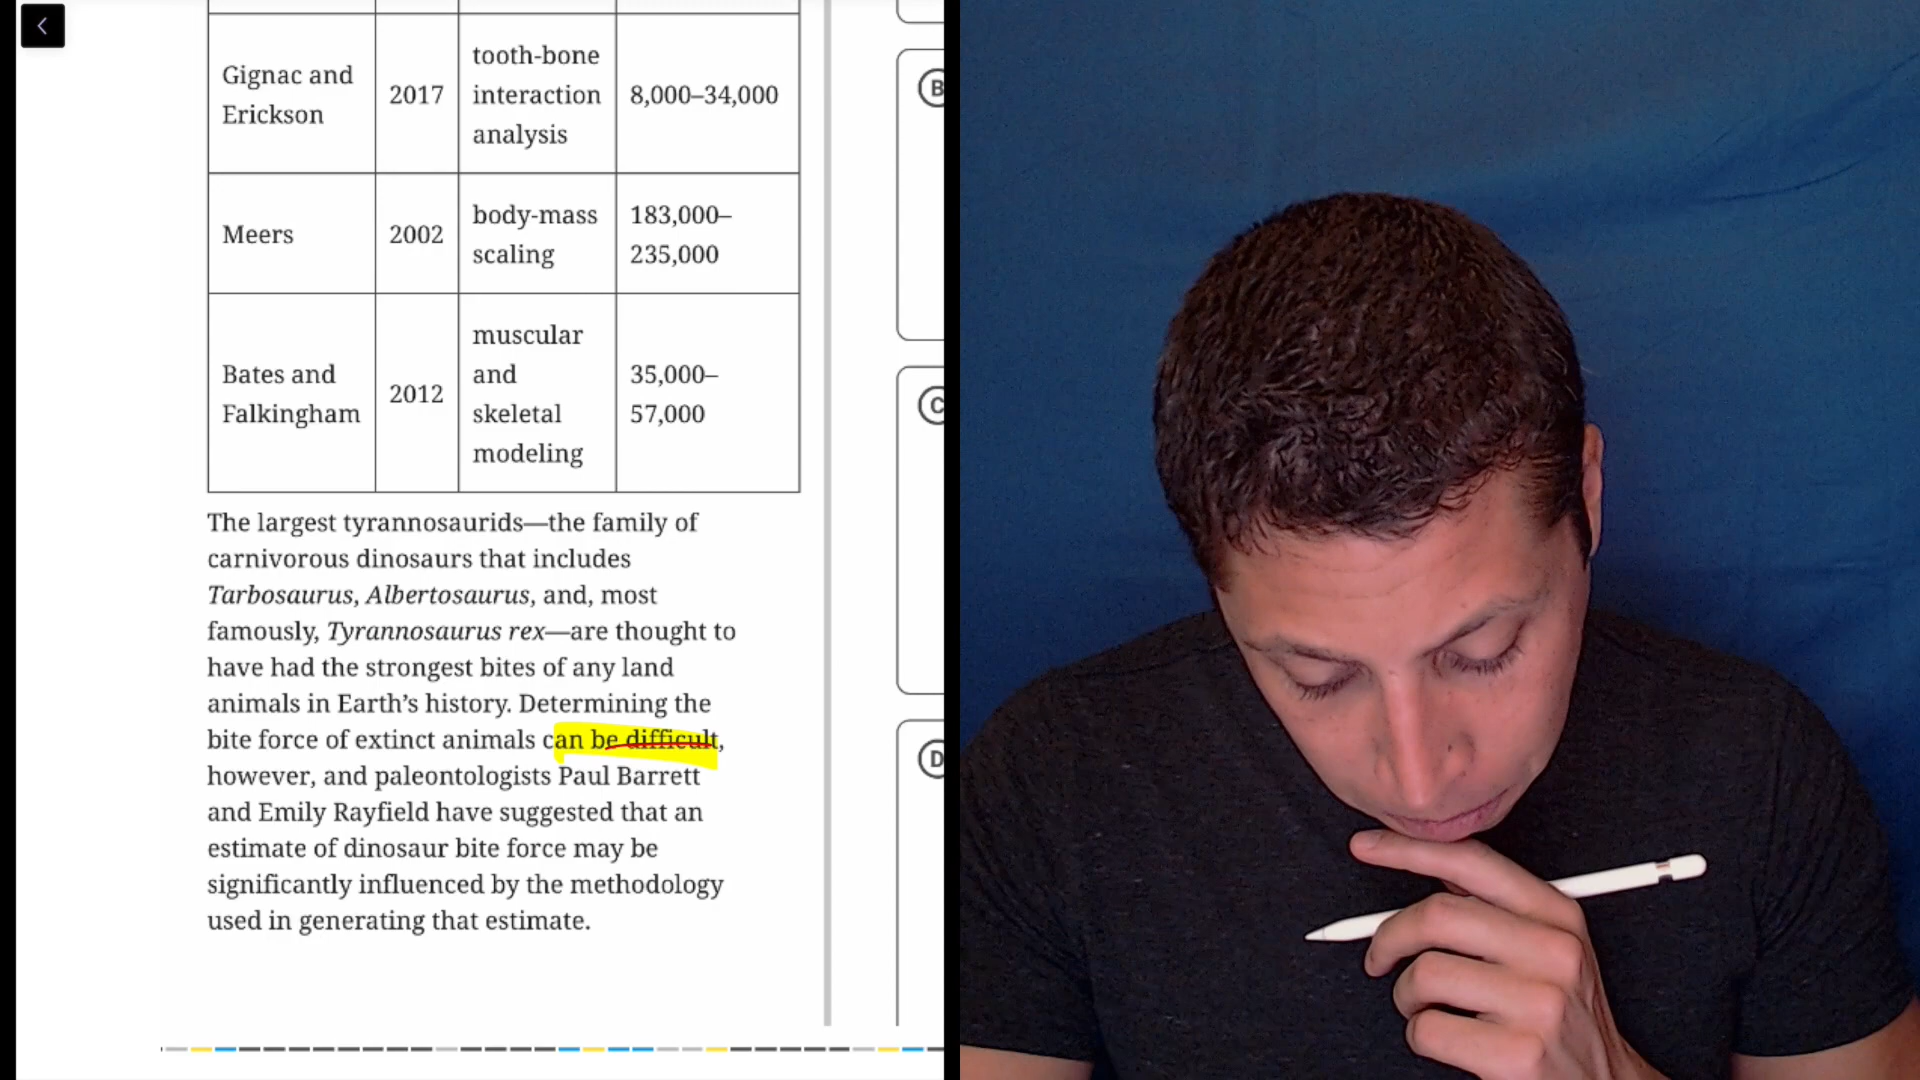 Gignac and
Erickson
2017
tooth-bone
interaction
analysis
8,000–34,000
Meers
2002
body-mass
scaling
183,000–
235,000
Bates and
Falkingham
2012
muscular
and
skeletal
modeling
35,000–
57,000
The largest tyrannosaurids—the family of
carnivorous dinosaurs that includes
Tarbosaurus, Albertosaurus, and, most
famously, Tyrannosaurus rex—are thought to
have had the strongest bites of any land
animals in Earth’s history. Determining the
bite force of extinct animals can be difficult,
however, and paleontologists Paul Barrett
and Emily Rayfield have suggested that an
estimate of dinosaur bite force may be
significantly influenced by the methodology
used in generating that estimate.
B
C
D